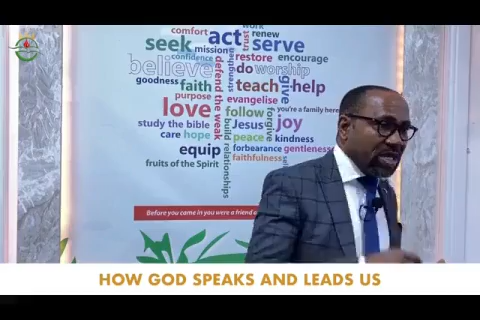 comfort
work
trust
renew
seek
act
mission
serve
restore
believe
compassion
strengthen
encourage
goodness
do
worship
faith
defend the weak
teach
give
help
purpose
evangelise
love
you're a family here
follow
forgive
study the bible
Jesus
joy
care
hope
build relationships
peace
kindness
equip
forbearance
gentleness
fruits of the Spirit
faithfulness
Before you came in you were a friend
HOW GOD SPEAKS AND LEADS US